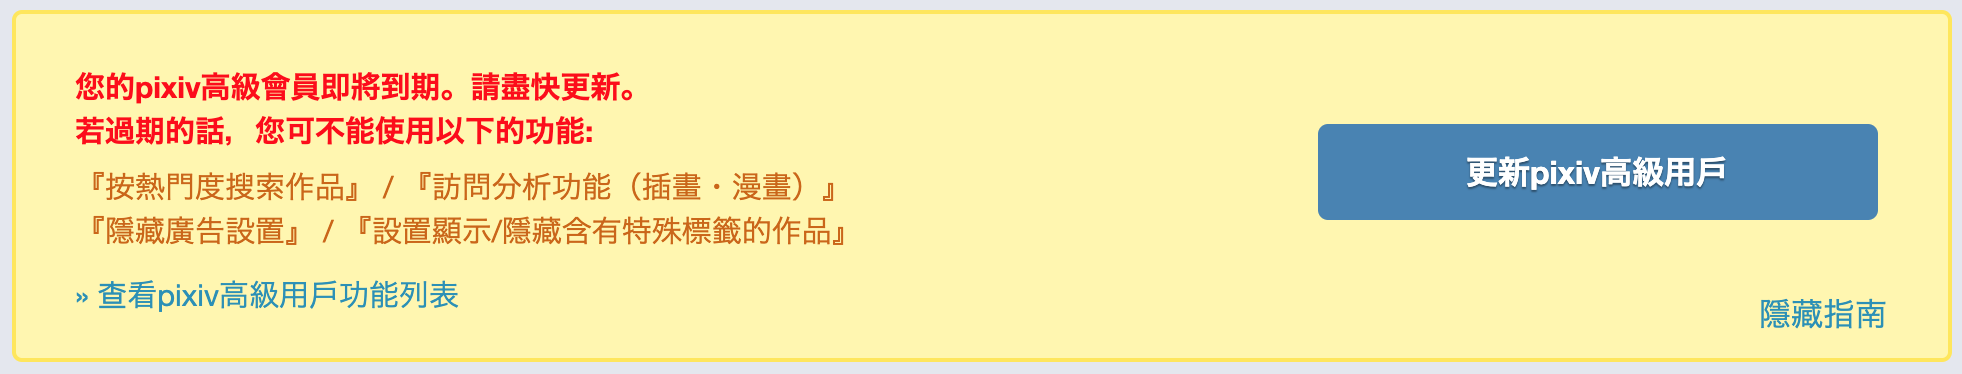 您的pixiv高級會員即將到期。請盡快更新。
若過期的話，您可不能使用以下的功能:
『按熱門度搜索作品』 / 『訪問分析功能（插畫・漫畫）』
『隱藏廣告設置』 / 『設置顯示/隱藏含有特殊標籤的作品』
» 查看pixiv高級用戶功能列表
更新pixiv高級用戶
隱藏指南